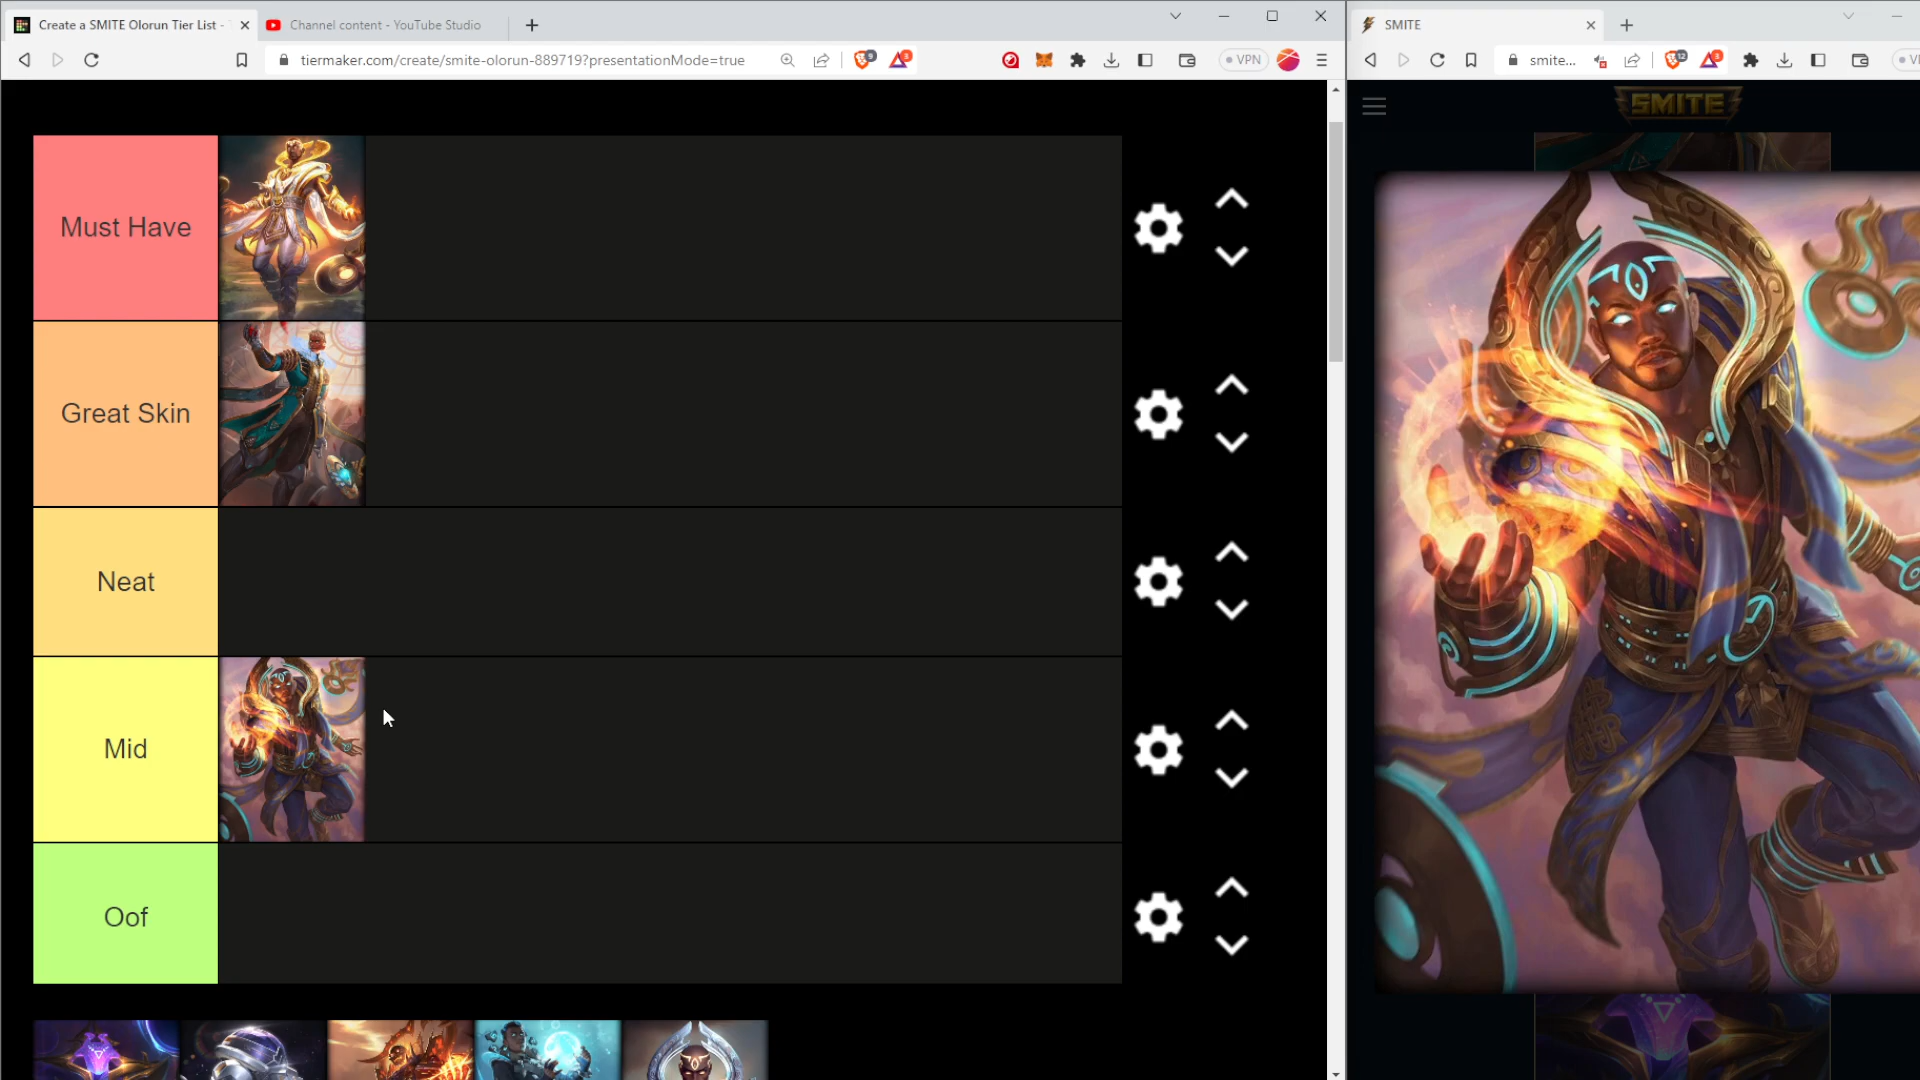 Create a SMITE Olorun Tier List -
Channel content - YouTube Studio
SMITE
tiermaker.com/create/smite-olorun-889719?presentationMode=true
VPN
smite...
SMITE
Must Have
Great Skin
Neat
Mid
Oof